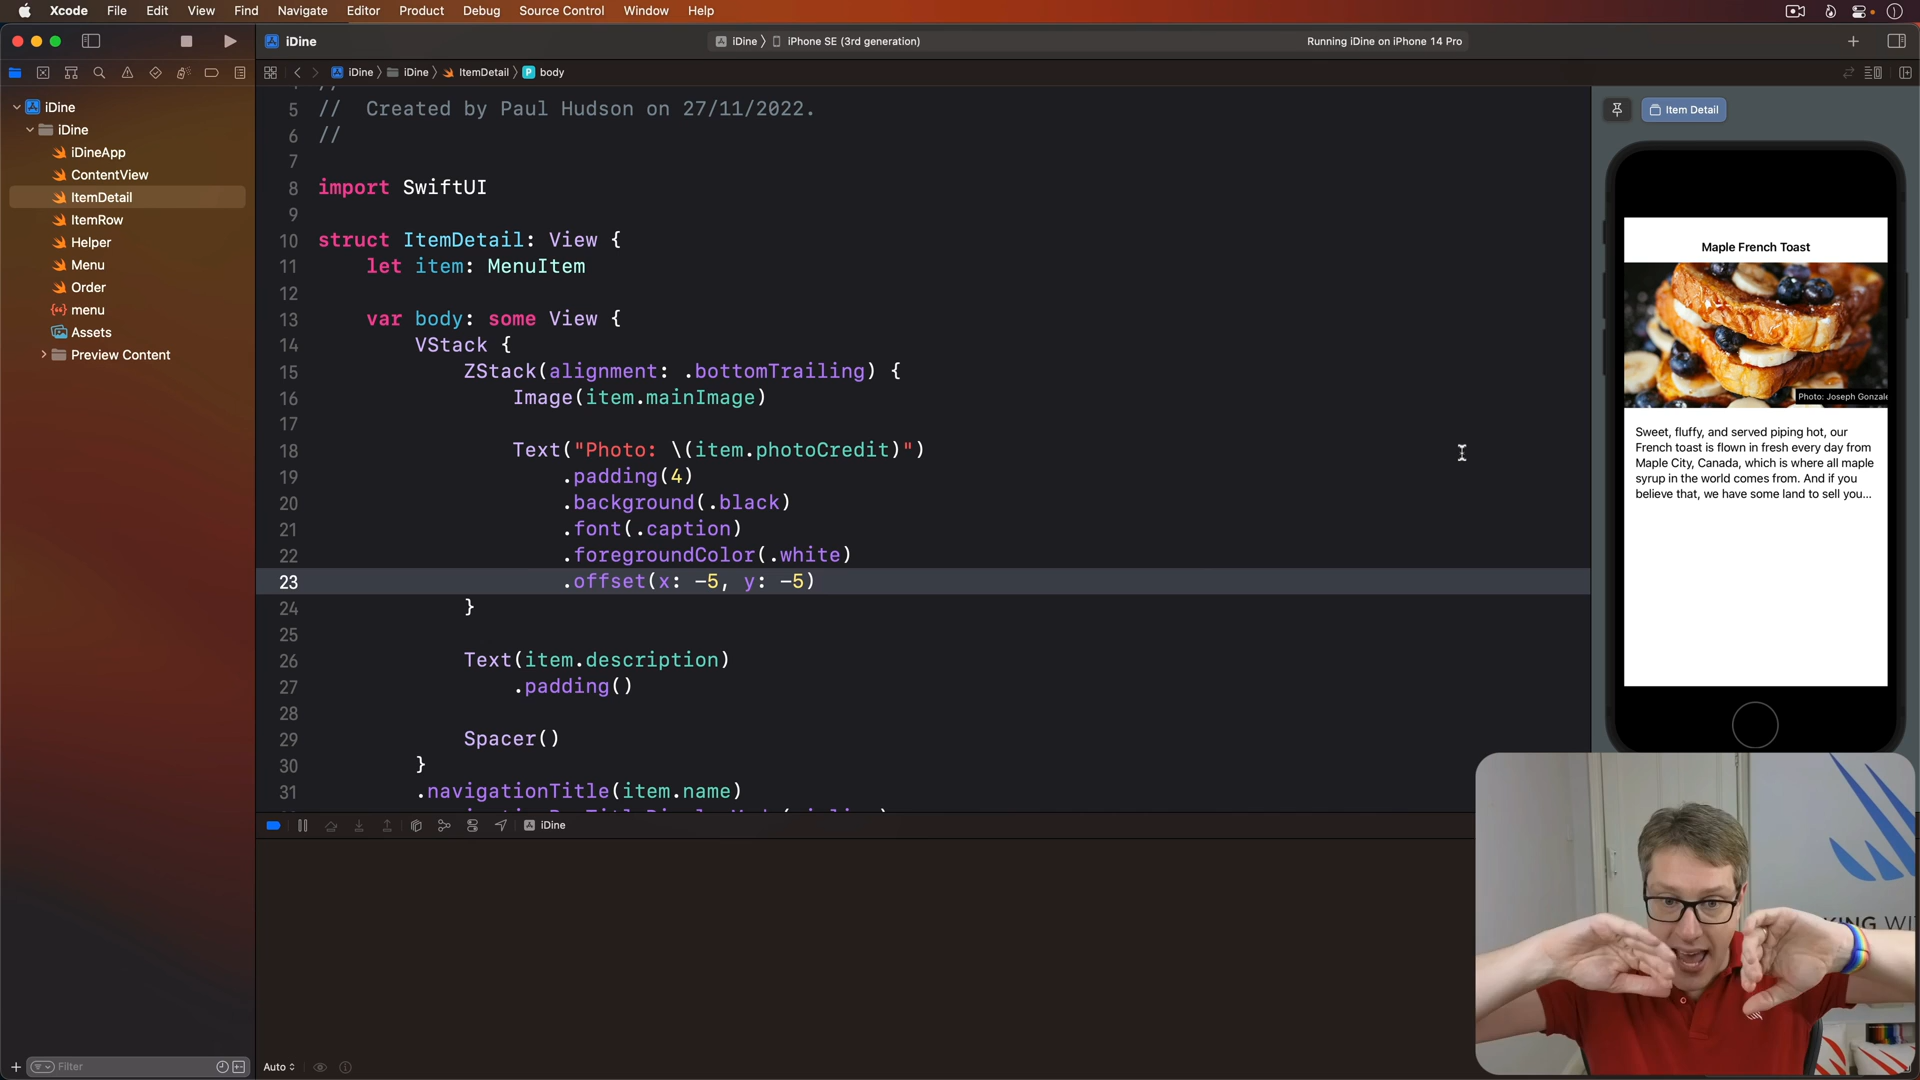 Xcode File Edit View Find Navigate Editor Product Debug Source Control Window Help
iDine
iDine
iPhone SE (3rd generation)
Running iDine on iPhone 14 Pro
iDine
iDine
ItemDetail
P
body
iDine
iDine
iDineApp
ContentView
ItemDetail
ItemRow
Helper
Menu
Order
menu
Assets
Preview Content
5 //  Created by Paul Hudson on 27/11/2022.
6 //
7
8 import SwiftUI
9
10 struct ItemDetail: View {
11     let item: MenuItem
12
13     var body: some View {
14         VStack {
15             ZStack(alignment: .bottomTrailing) {
16                 Image(item.mainImage)
17
18                 Text("Photo: \(item.photoCredit)")
19                     .padding(4)
20                     .background(.black)
21                     .font(.caption)
22                     .foregroundColor(.white)
23                     .offset(x: -5, y: -5)
24             }
25
26             Text(item.description)
27                 .padding()
28
29             Spacer()
30         }
31         .navigationTitle(item.name)
iDine
Auto
Filter
Item Detail
Maple French Toast
Photo: Joseph Gonzale
Sweet, fluffy, and served piping hot, our
French toast is flown in fresh every day from
Maple City, Canada, which is where all maple
syrup in the world comes from. And if you
believe that, we have some land to sell you...
KING WI